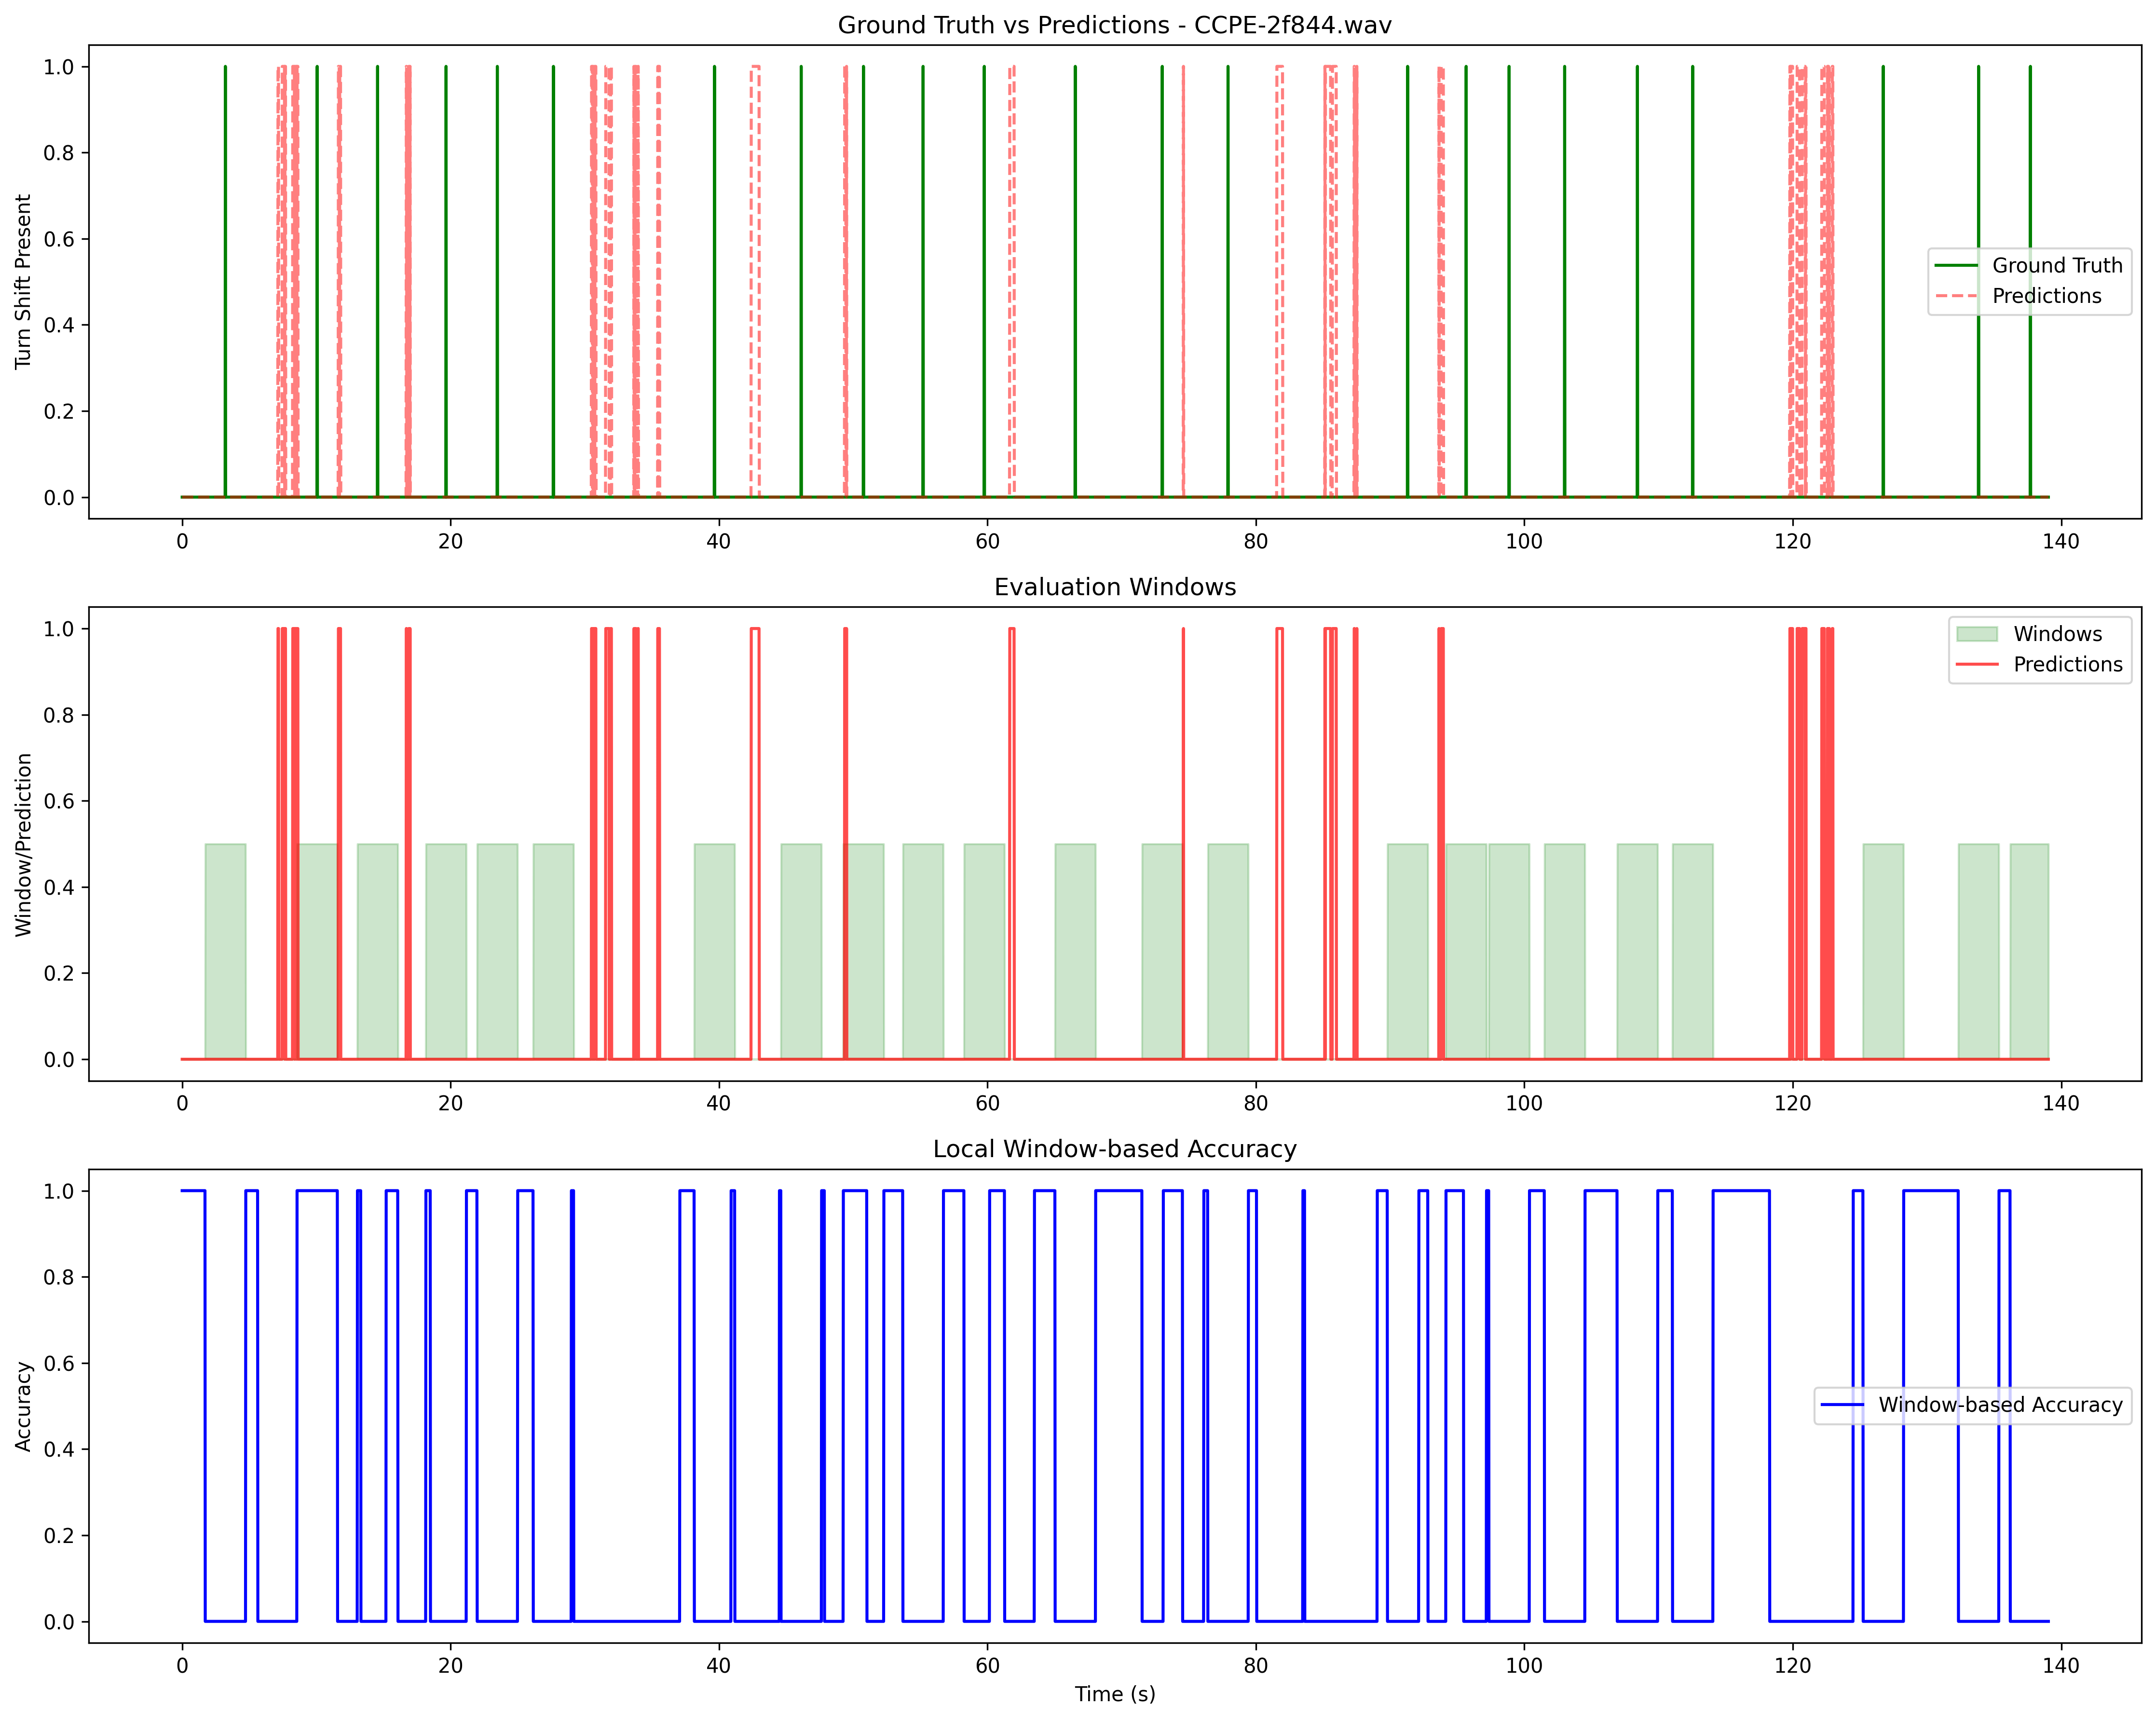 Ground Truth vs Predictions - CCPE-2f844.wav
Turn Shift Present
1.0
0.8
0.6
0.4
0.2
0.0
Ground Truth
Predictions
0 20 40 60 80 100 120 140
Evaluation Windows
Window/Prediction
1.0
0.8
0.6
0.4
0.2
0.0
Windows
Predictions
0 20 40 60 80 100 120 140
Local Window-based Accuracy
Accuracy
1.0
0.8
0.6
0.4
0.2
0.0
Window-based Accuracy
0 20 40 60 80 100 120 140
Time (s)